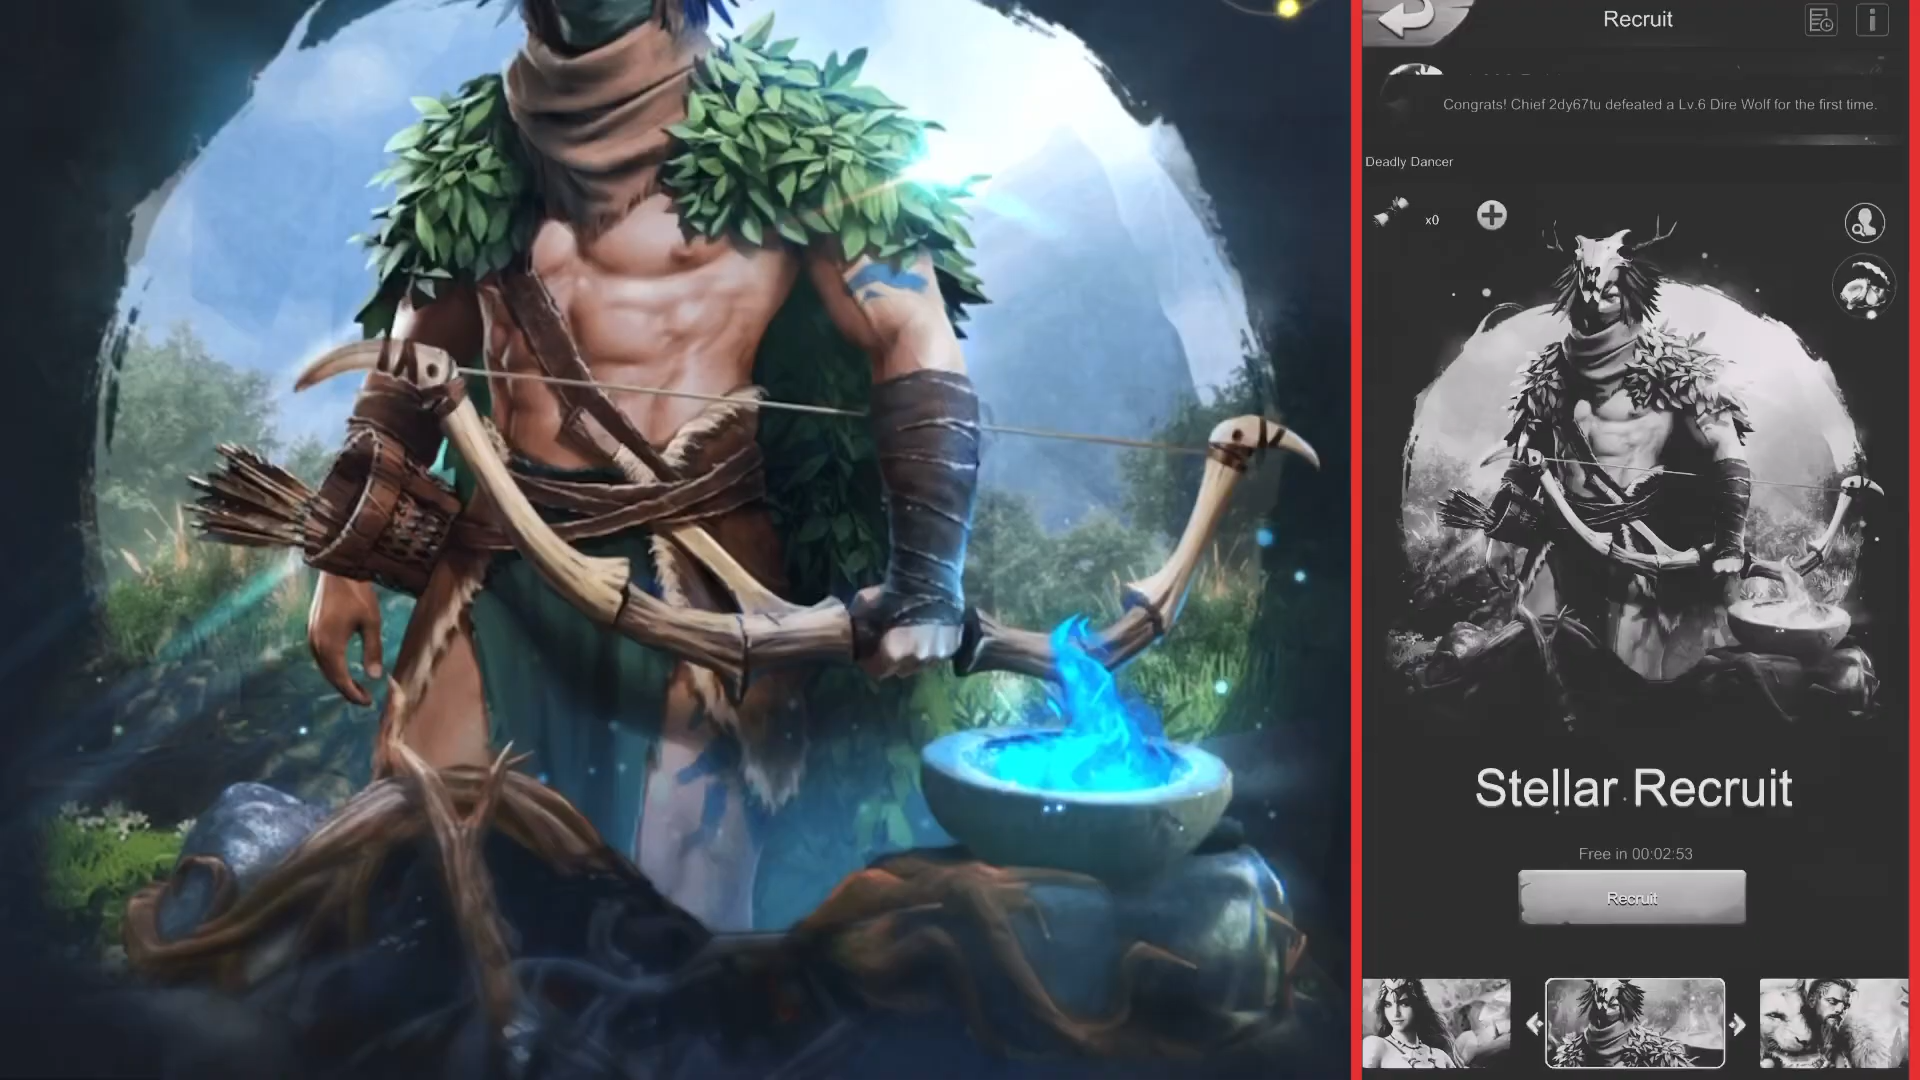 Recruit
Congrats! Chief 2dy67tu defeated a Lv.6 Dire Wolf for the first time.
Deadly Dancer
x0
Stellar Recruit
Free in 00:02:53
Recruit